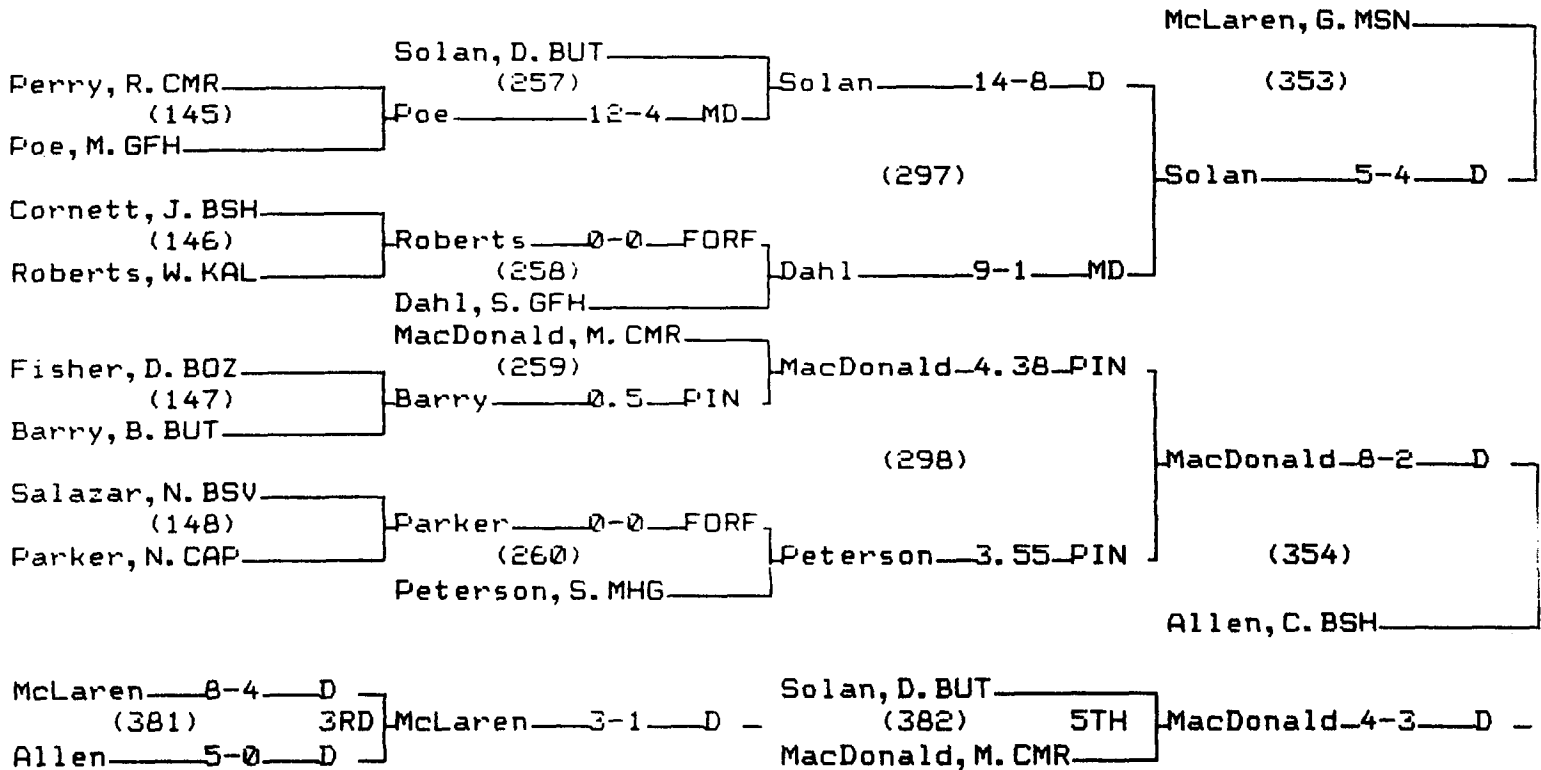 McLaren, G. MSN
Solan, D. BUT
Perry, R. CMR (257) Solan 14-8 D (353)
(145) Poe 12-4 MD
Poe, M. GFH
(297) Solan 5-4 D
Cornett, J. BSH
(146) Roberts 0-0 FORF
Roberts, W. KAL (258) Dahl 9-1 MD
Dahl, S. GFH
MacDonald, M. CMR
Fisher, D. BOZ (259) MacDonald 4.38 PIN
(147) Barry 0.5 PIN
Barry, B. BUT
(298) MacDonald 8-2 D
Salazar, N. BSV
(148) Parker 0-0 FORF
Parker, N. CAP (260) Peterson 3.55 PIN (354)
Peterson, S. MHG
Allen, C. BSH
McLaren 8-4 D Solan, D. BUT
(381) 3RD McLaren 3-1 D (382) 5TH MacDonald 4-3 D
Allen 5-0 D MacDonald, M. CMR